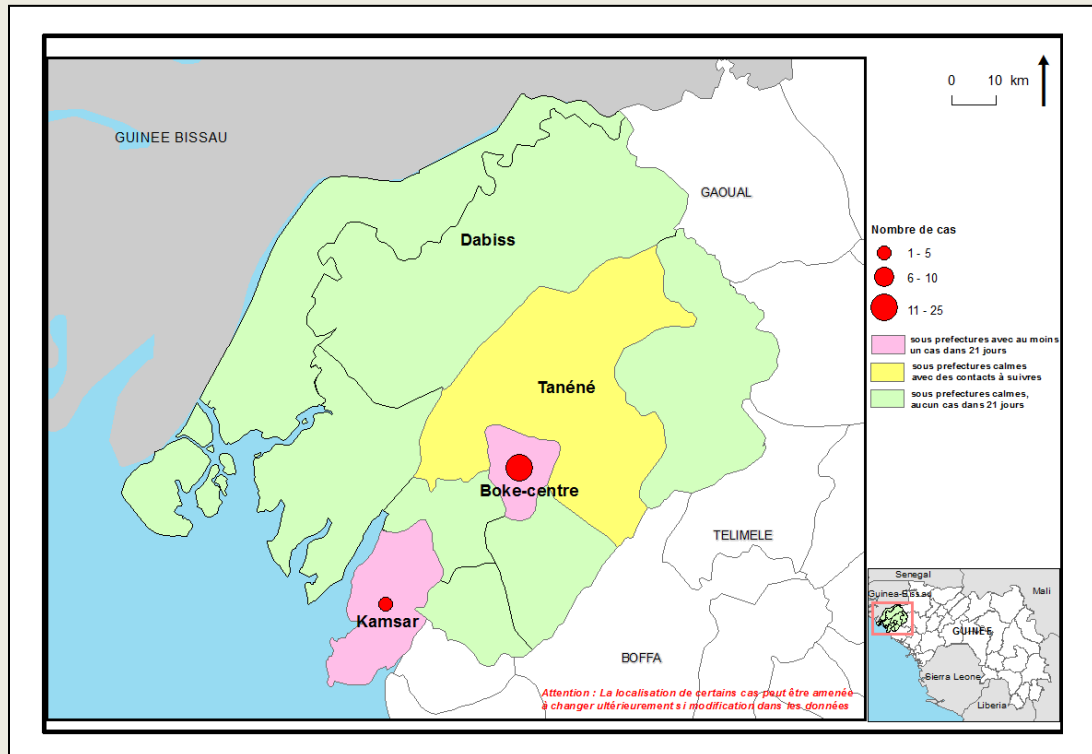 0 10 km
GUINEE BISSAU
GAOUAL
Dabiss
Nombre de cas
1 - 5
6 - 10
11 - 25
sous prefectures avec au moins
un cas dans 21 jours
sous prefectures calmes
avec des contacts à suivres
sous prefectures calmes,
aucun cas dans 21 jours
Tanéné
Boke-centre
TELIMELE
Kamsar
BOFFA
Attention : La localisation de certains cas peut être amenée
à changer ultérieurement si modification dans les données
Senegal
Guinea-Bissau
Mali
GUINÉE
Sierra Leone
Liberia